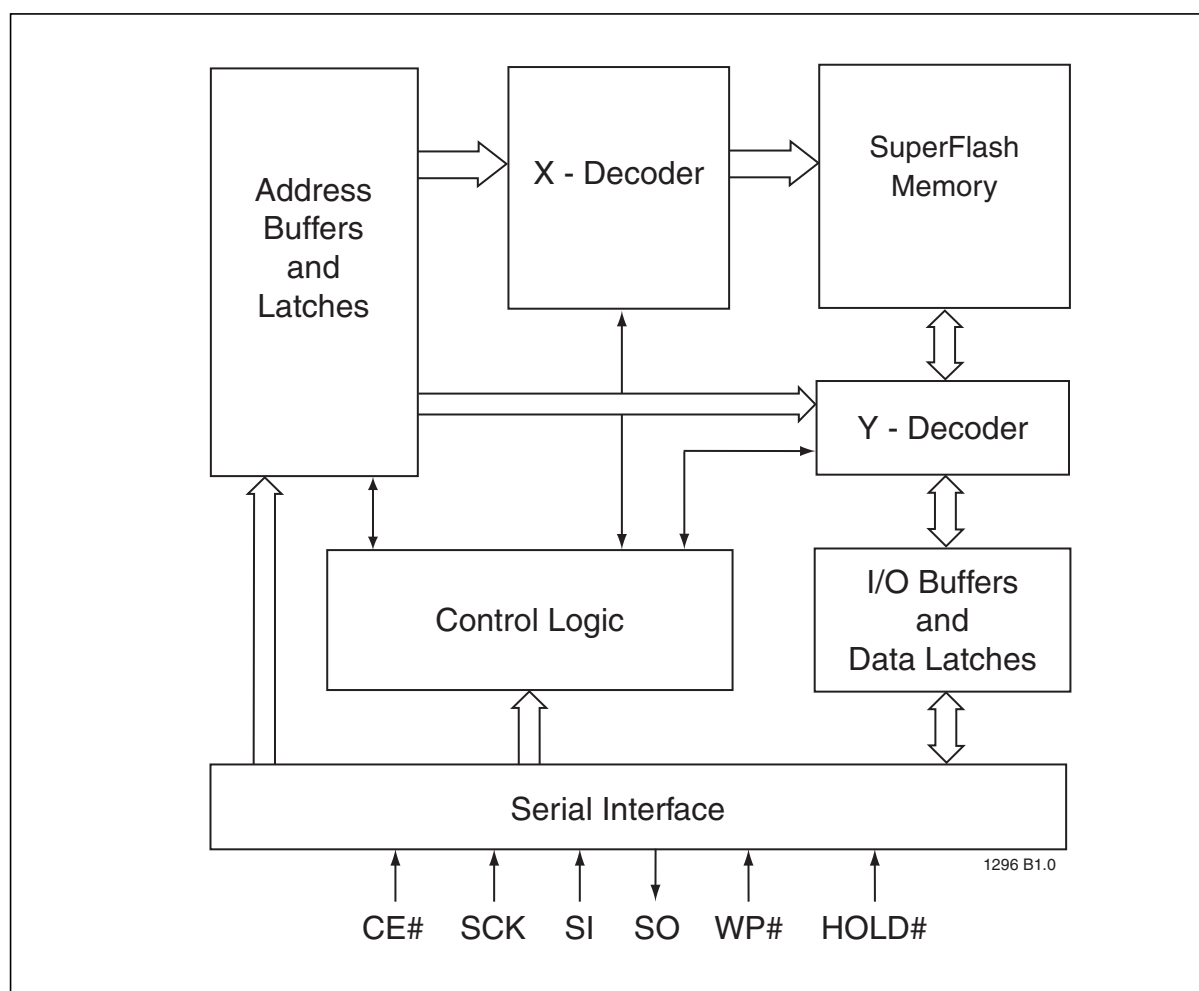 Address
Buffers
and
Latches
X - Decoder
SuperFlash
Memory
Y - Decoder
Control Logic
I/O Buffers
and
Data Latches
Serial Interface
1296 B1.0
CE# SCK SI SO WP# HOLD#